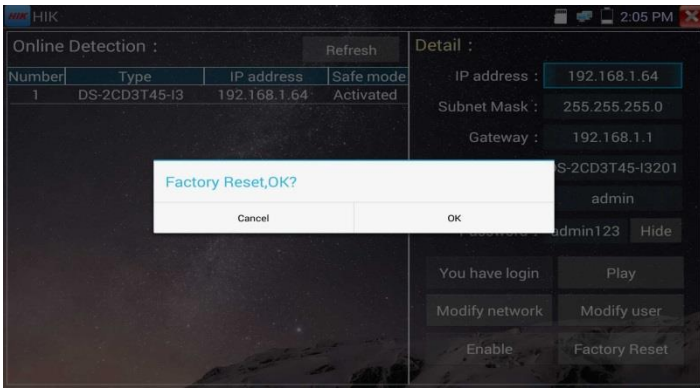 HIK HIK 2:05 PM
Online Detection :
Refresh
Number Type IP address Safe mode
1 DS-2CD3T45-I3 192.168.1.64 Activated
Detail :
IP address : 192.168.1.64
Subnet Mask : 255.255.255.0
Gateway : 192.168.1.1
S-2CD3T45-I3201
admin
Password : admin123 Hide
You have login Play
Modify network Modify user
Enable Factory Reset
Factory Reset,OK?
Cancel OK